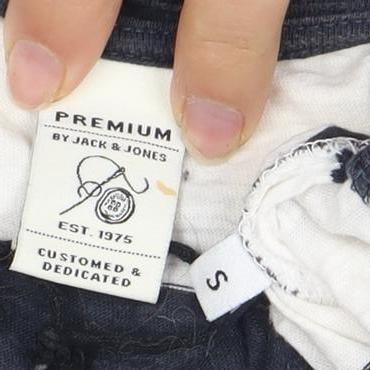 PREMIUM
BY JACK & JONES
EST. 1975
CUSTOMED &
DEDICATED
S